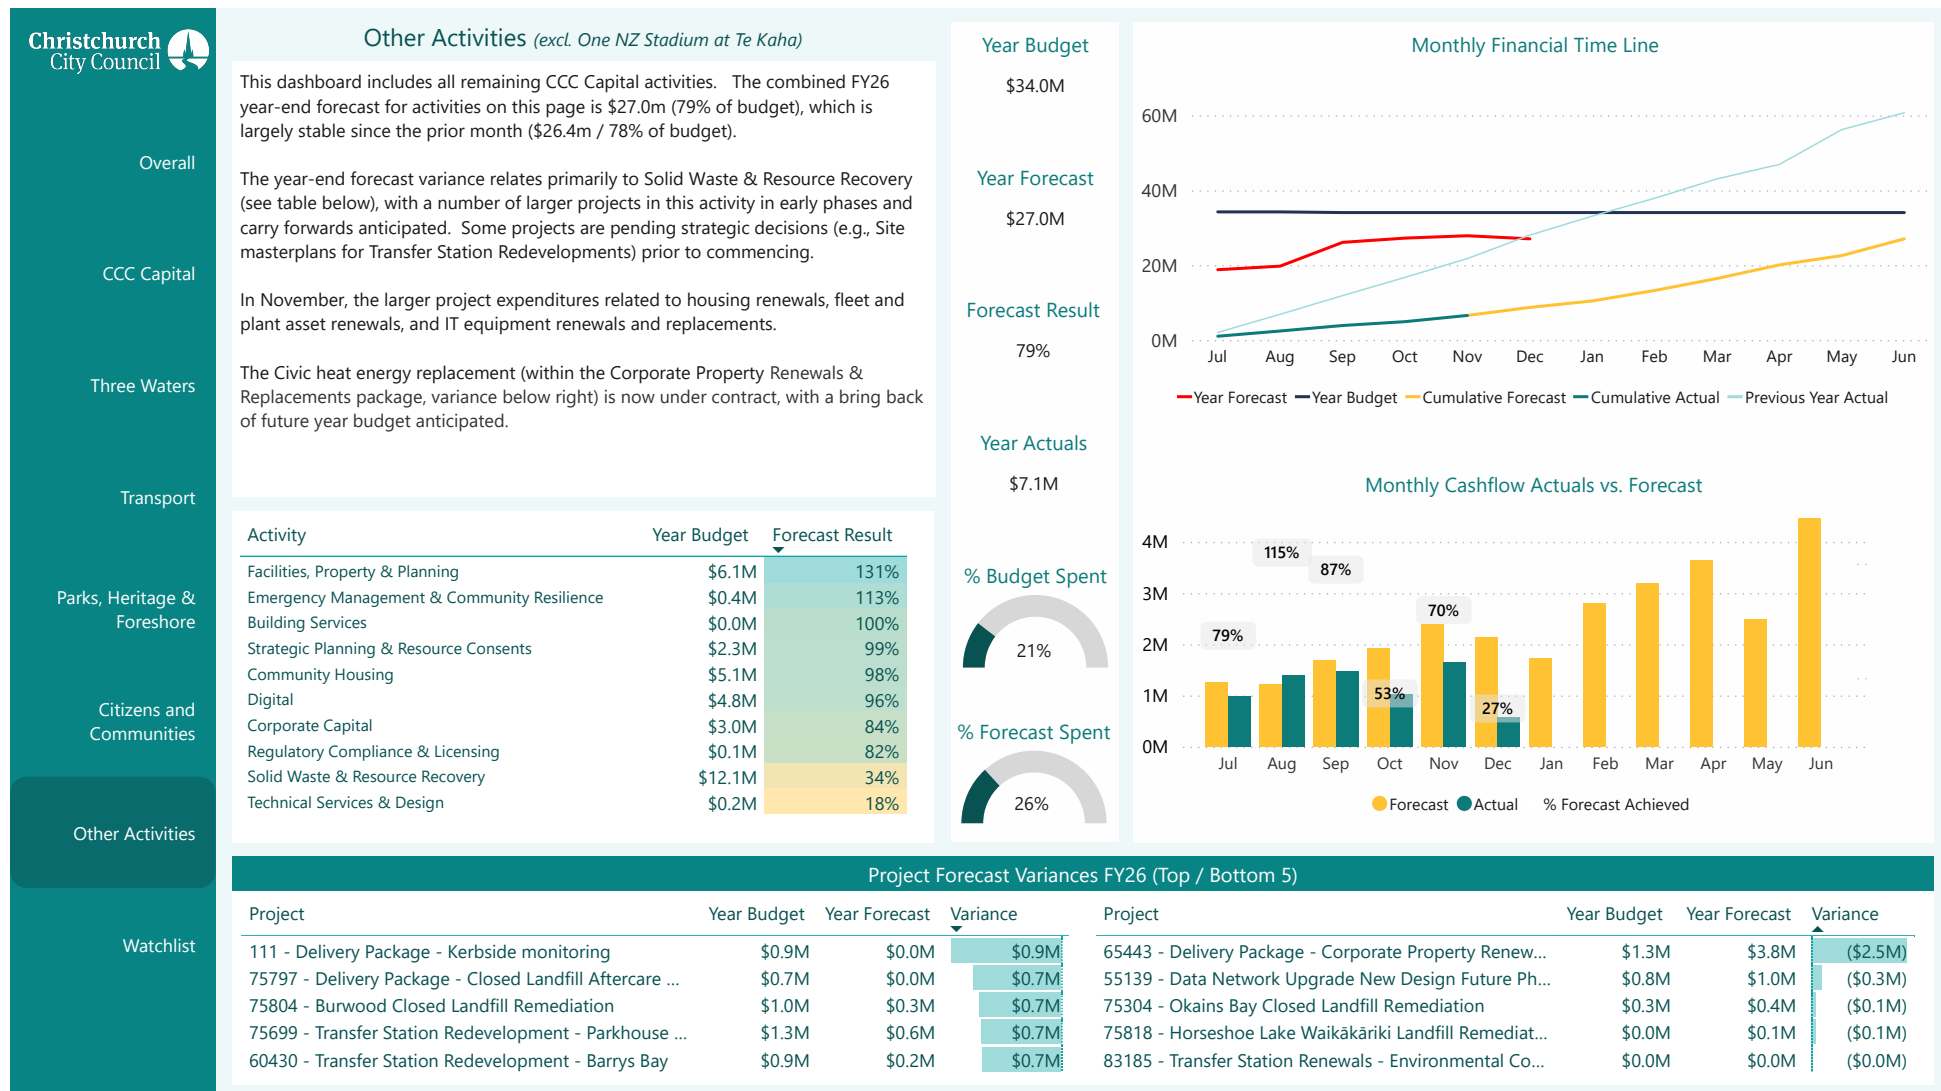 Christchurch
City Council
Overall
CCC Capital
Three Waters
Transport
Parks, Heritage &
Foreshore
Citizens and
Communities
Other Activities
Watchlist
Other Activities (excl. One NZ Stadium at Te Kaha)
This dashboard includes all remaining CCC Capital activities. The combined FY26
year-end forecast for activities on this page is $27.0m (79% of budget), which is
largely stable since the prior month ($26.4m / 78% of budget).
The year-end forecast variance relates primarily to Solid Waste & Resource Recovery
(see table below), with a number of larger projects in this activity in early phases and
carry forwards anticipated. Some projects are pending strategic decisions (e.g., Site
masterplans for Transfer Station Redevelopments) prior to commencing.
In November, the larger project expenditures related to housing renewals, fleet and
plant asset renewals, and IT equipment renewals and replacements.
The Civic heat energy replacement (within the Corporate Property Renewals &
Replacements package, variance below right) is now under contract, with a bring back
of future year budget anticipated.
Activity Year Budget Forecast Result
Facilities, Property & Planning $6.1M 131%
Emergency Management & Community Resilience $0.4M 113%
Building Services $0.0M 100%
Strategic Planning & Resource Consents $2.3M 99%
Community Housing $5.1M 98%
Digital $4.8M 96%
Corporate Capital $3.0M 84%
Regulatory Compliance & Licensing $0.1M 82%
Solid Waste & Resource Recovery $12.1M 34%
Technical Services & Design $0.2M 18%
Year Budget
$34.0M
Year Forecast
$27.0M
Forecast Result
79%
Year Actuals
$7.1M
% Budget Spent
21%
% Forecast Spent
26%
Monthly Financial Time Line
60M
40M
20M
0M
Jul Aug Sep Oct Nov Dec Jan Feb Mar Apr May Jun
Year Forecast Year Budget Cumulative Forecast Cumulative Actual Previous Year Actual
Monthly Cashflow Actuals vs. Forecast
4M
3M
2M
1M
0M
79%
115%
87%
53%
70%
27%
Jul Aug Sep Oct Nov Dec Jan Feb Mar Apr May Jun
Forecast Actual % Forecast Achieved
Project Forecast Variances FY26 (Top / Bottom 5)
Project Year Budget Year Forecast Variance
111 - Delivery Package - Kerbside monitoring $0.9M $0.0M $0.9M
75797 - Delivery Package - Closed Landfill Aftercare ... $0.7M $0.0M $0.7M
75804 - Burwood Closed Landfill Remediation $1.0M $0.3M $0.7M
75699 - Transfer Station Redevelopment - Parkhouse ... $1.3M $0.6M $0.7M
60430 - Transfer Station Redevelopment - Barrys Bay $0.9M $0.2M $0.7M
Project Year Budget Year Forecast Variance
65443 - Delivery Package - Corporate Property Renew... $1.3M $3.8M ($2.5M)
55139 - Data Network Upgrade New Design Future Ph... $0.8M $1.0M ($0.3M)
75304 - Okains Bay Closed Landfill Remediation $0.3M $0.4M ($0.1M)
75818 - Horseshoe Lake Waikākāriki Landfill Remediat... $0.0M $0.1M ($0.1M)
83185 - Transfer Station Renewals - Environmental Co... $0.0M $0.0M ($0.0M)